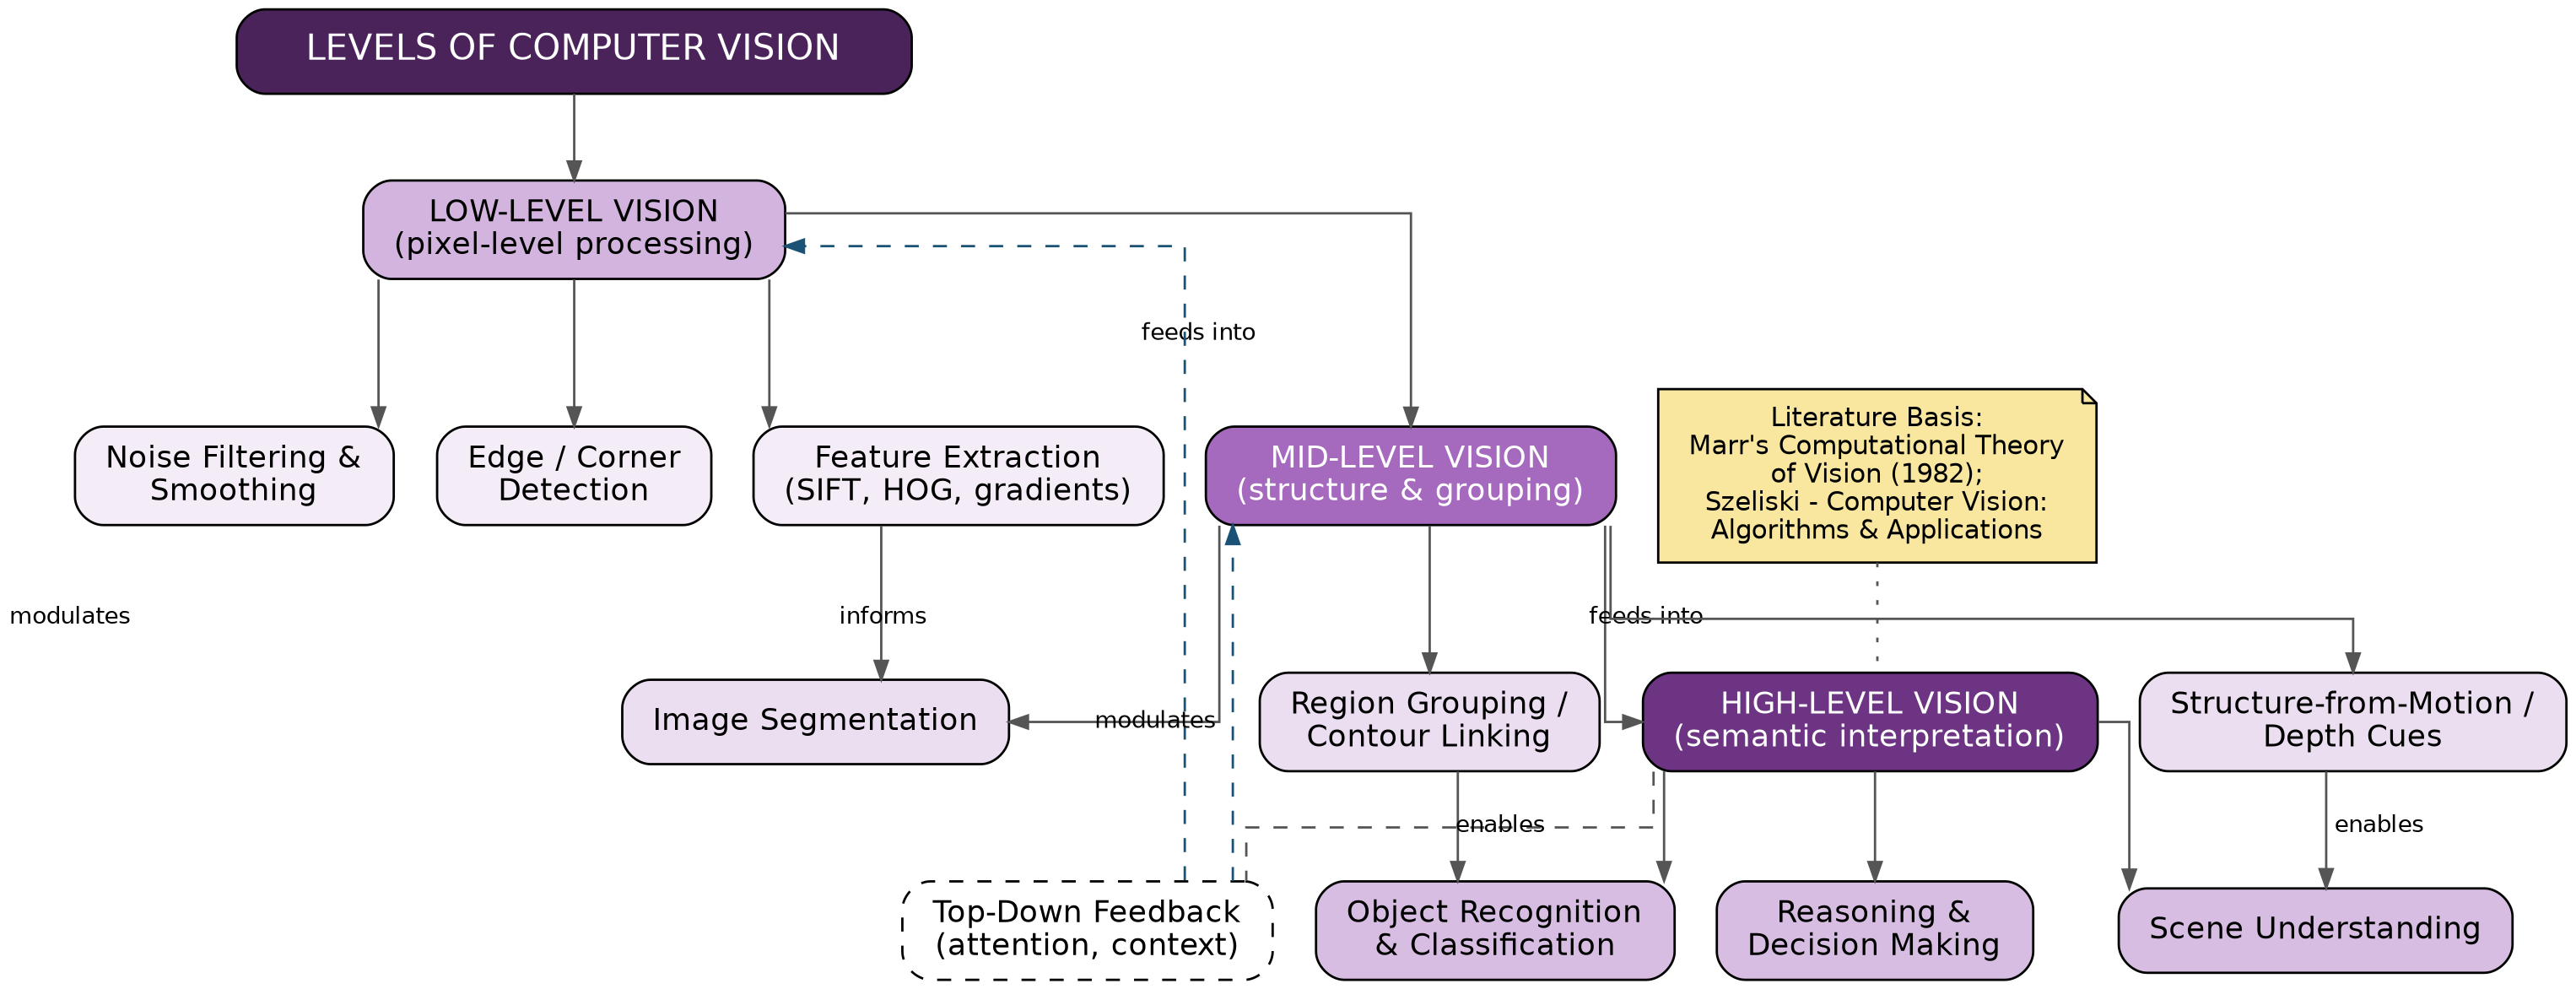 LEVELS OF COMPUTER VISION
LOW-LEVEL VISION
(pixel-level processing)
feeds into
Noise Filtering &
Smoothing
Edge / Corner
Detection
Feature Extraction
(SIFT, HOG, gradients)
MID-LEVEL VISION
(structure & grouping)
Literature Basis:
Marr's Computational Theory
of Vision (1982);
Szeliski - Computer Vision:
Algorithms & Applications
modulates
informs
feeds into
Image Segmentation
modulates
Region Grouping /
Contour Linking
HIGH-LEVEL VISION
(semantic interpretation)
Structure-from-Motion /
Depth Cues
enables
enables
Top-Down Feedback
(attention, context)
Object Recognition
& Classification
Reasoning &
Decision Making
Scene Understanding